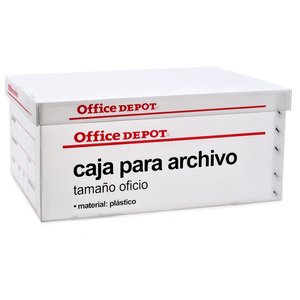 Office DEPOT
Office DEPOT
caja para archivo
tamaño oficio
• material: plástico